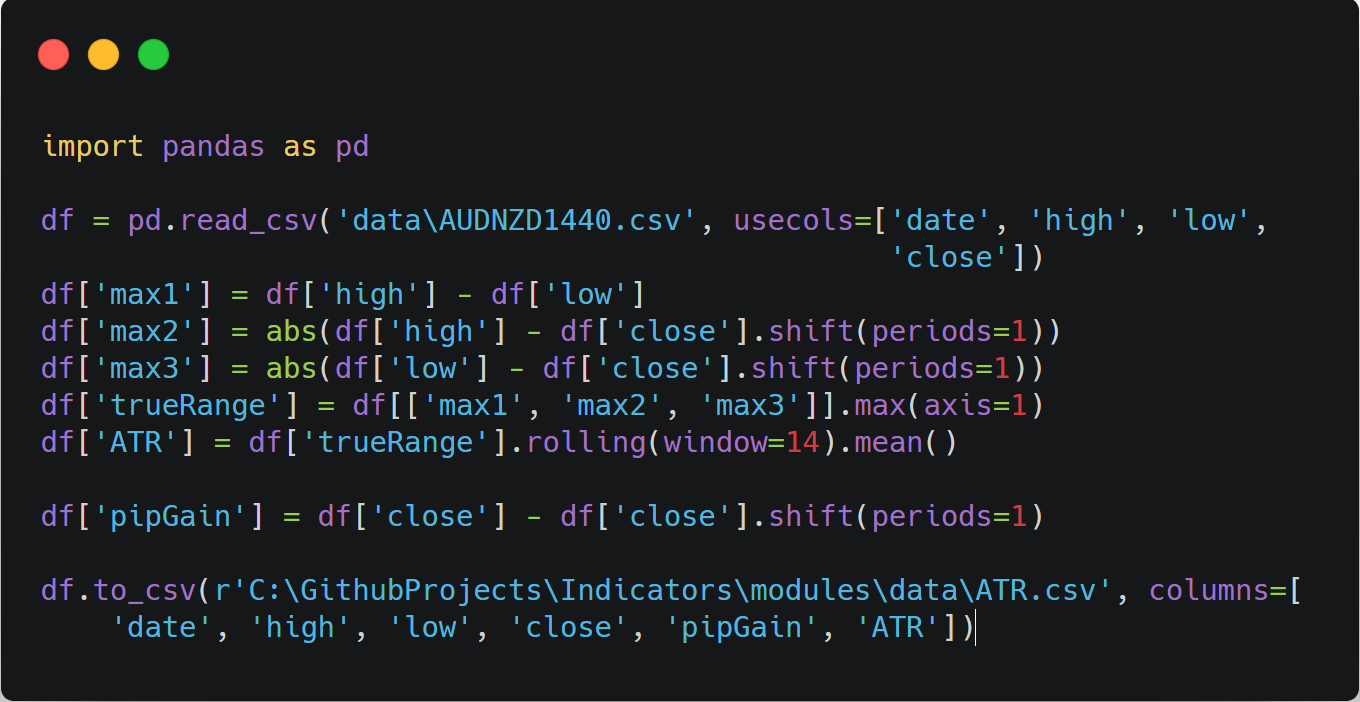 import pandas as pd
df = pd.read_csv('data\AUDNZD1440.csv', usecols=['date', 'high', 'low',
                                                 'close'])
df['max1'] = df['high'] - df['low']
df['max2'] = abs(df['high'] - df['close'].shift(periods=1))
df['max3'] = abs(df['low'] - df['close'].shift(periods=1))
df['trueRange'] = df[['max1', 'max2', 'max3']].max(axis=1)
df['ATR'] = df['trueRange'].rolling(window=14).mean()
df['pipGain'] = df['close'] - df['close'].shift(periods=1)
df.to_csv(r'C:\GithubProjects\Indicators\modules\data\ATR.csv', columns=[
    'date', 'high', 'low', 'close', 'pipGain', 'ATR'])